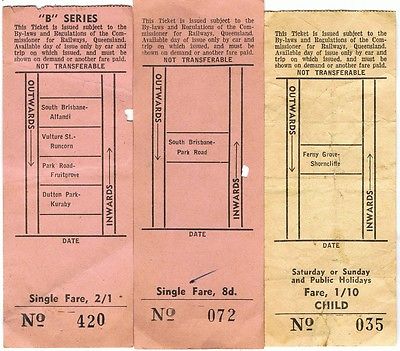 "B" SERIES
This Ticket is issued subject to the
By-laws and Regulations of the Com-
missioner for Railways, Queensland.
Available day of issue only by car and
trip on which issued, and must be
shown on demand or another fare paid.
NOT TRANSFERABLE
OUTWARDS
South Brisbane-
Altandi
Vulture St.-
Runcorn
Park Road-
Fruitgrove
Dutton Park-
Kuraby
INWARDS
DATE
Single Fare, 2/1
No 420
This Ticket is issued subject to the
By-laws and Regulations of the Com-
missioner for Railways, Queensland.
Available day of issue only by car and
trip on which issued, and must be
shown on demand or another fare paid.
NOT TRANSFERABLE
OUTWARDS
South Brisbane-
Park Road
INWARDS
DATE
Single Fare, 8d.
No 072
This Ticket is issued subject to the
By-laws and Regulations of the Com-
missioner for Railways, Queensland.
Available day of issue only by car and
trip on which issued, and must be
shown on demand or another fare paid.
NOT TRANSFERABLE
OUTWARDS
Ferny Grove-
Shorncliffe
INWARDS
DATE
Saturday or Sunday
and Public Holidays
Fare, 1/10
CHILD
No 035